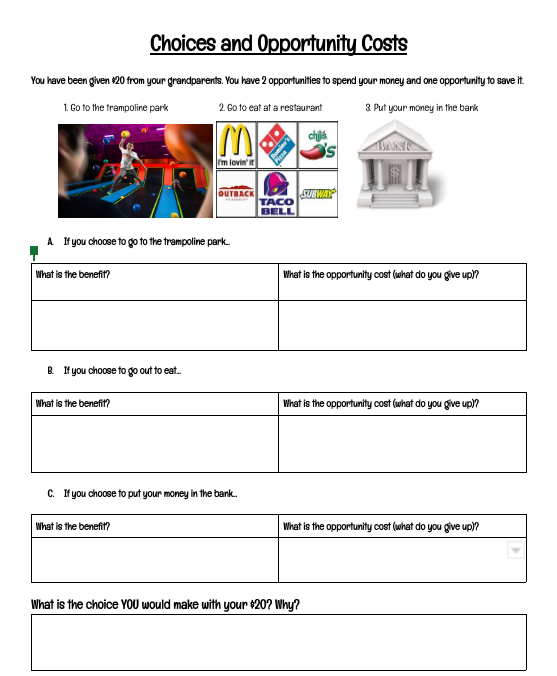 Choices and Opportunity Costs
You have been given $20 from your grandparents. You have 2 opportunities to spend your money and one opportunity to save it.
1. Go to the trampoline park
2. Go to eat at a restaurant
3. Put your money in the bank
i'm lovin' it
Domino's Pizza
chili's
OUTBACK
TACO BELL
SUBWAY
BANK
$
A. If you choose to go to the trampoline park...
What is the benefit?
What is the opportunity cost (what do you give up)?
B. If you choose to go out to eat...
What is the benefit?
What is the opportunity cost (what do you give up)?
C. If you choose to put your money in the bank...
What is the benefit?
What is the opportunity cost (what do you give up)?
What is the choice YOU would make with your $20? Why?